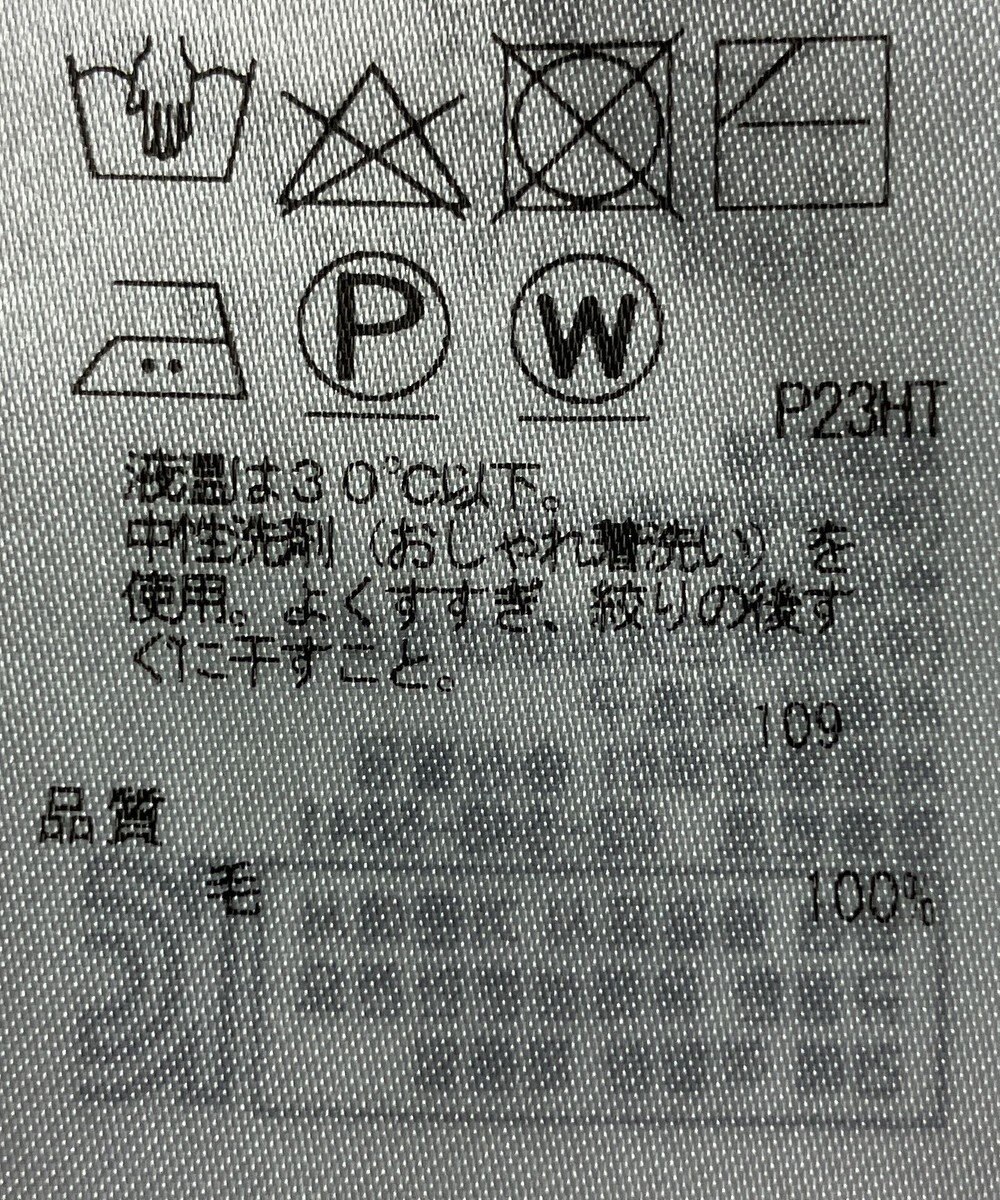 P
W
P23HT
液温は30℃以下。
中性洗剤(おしゃれ着洗い)を
使用。よくすすぎ、絞りの後す
ぐに干すこと。
109
品質
毛 100%